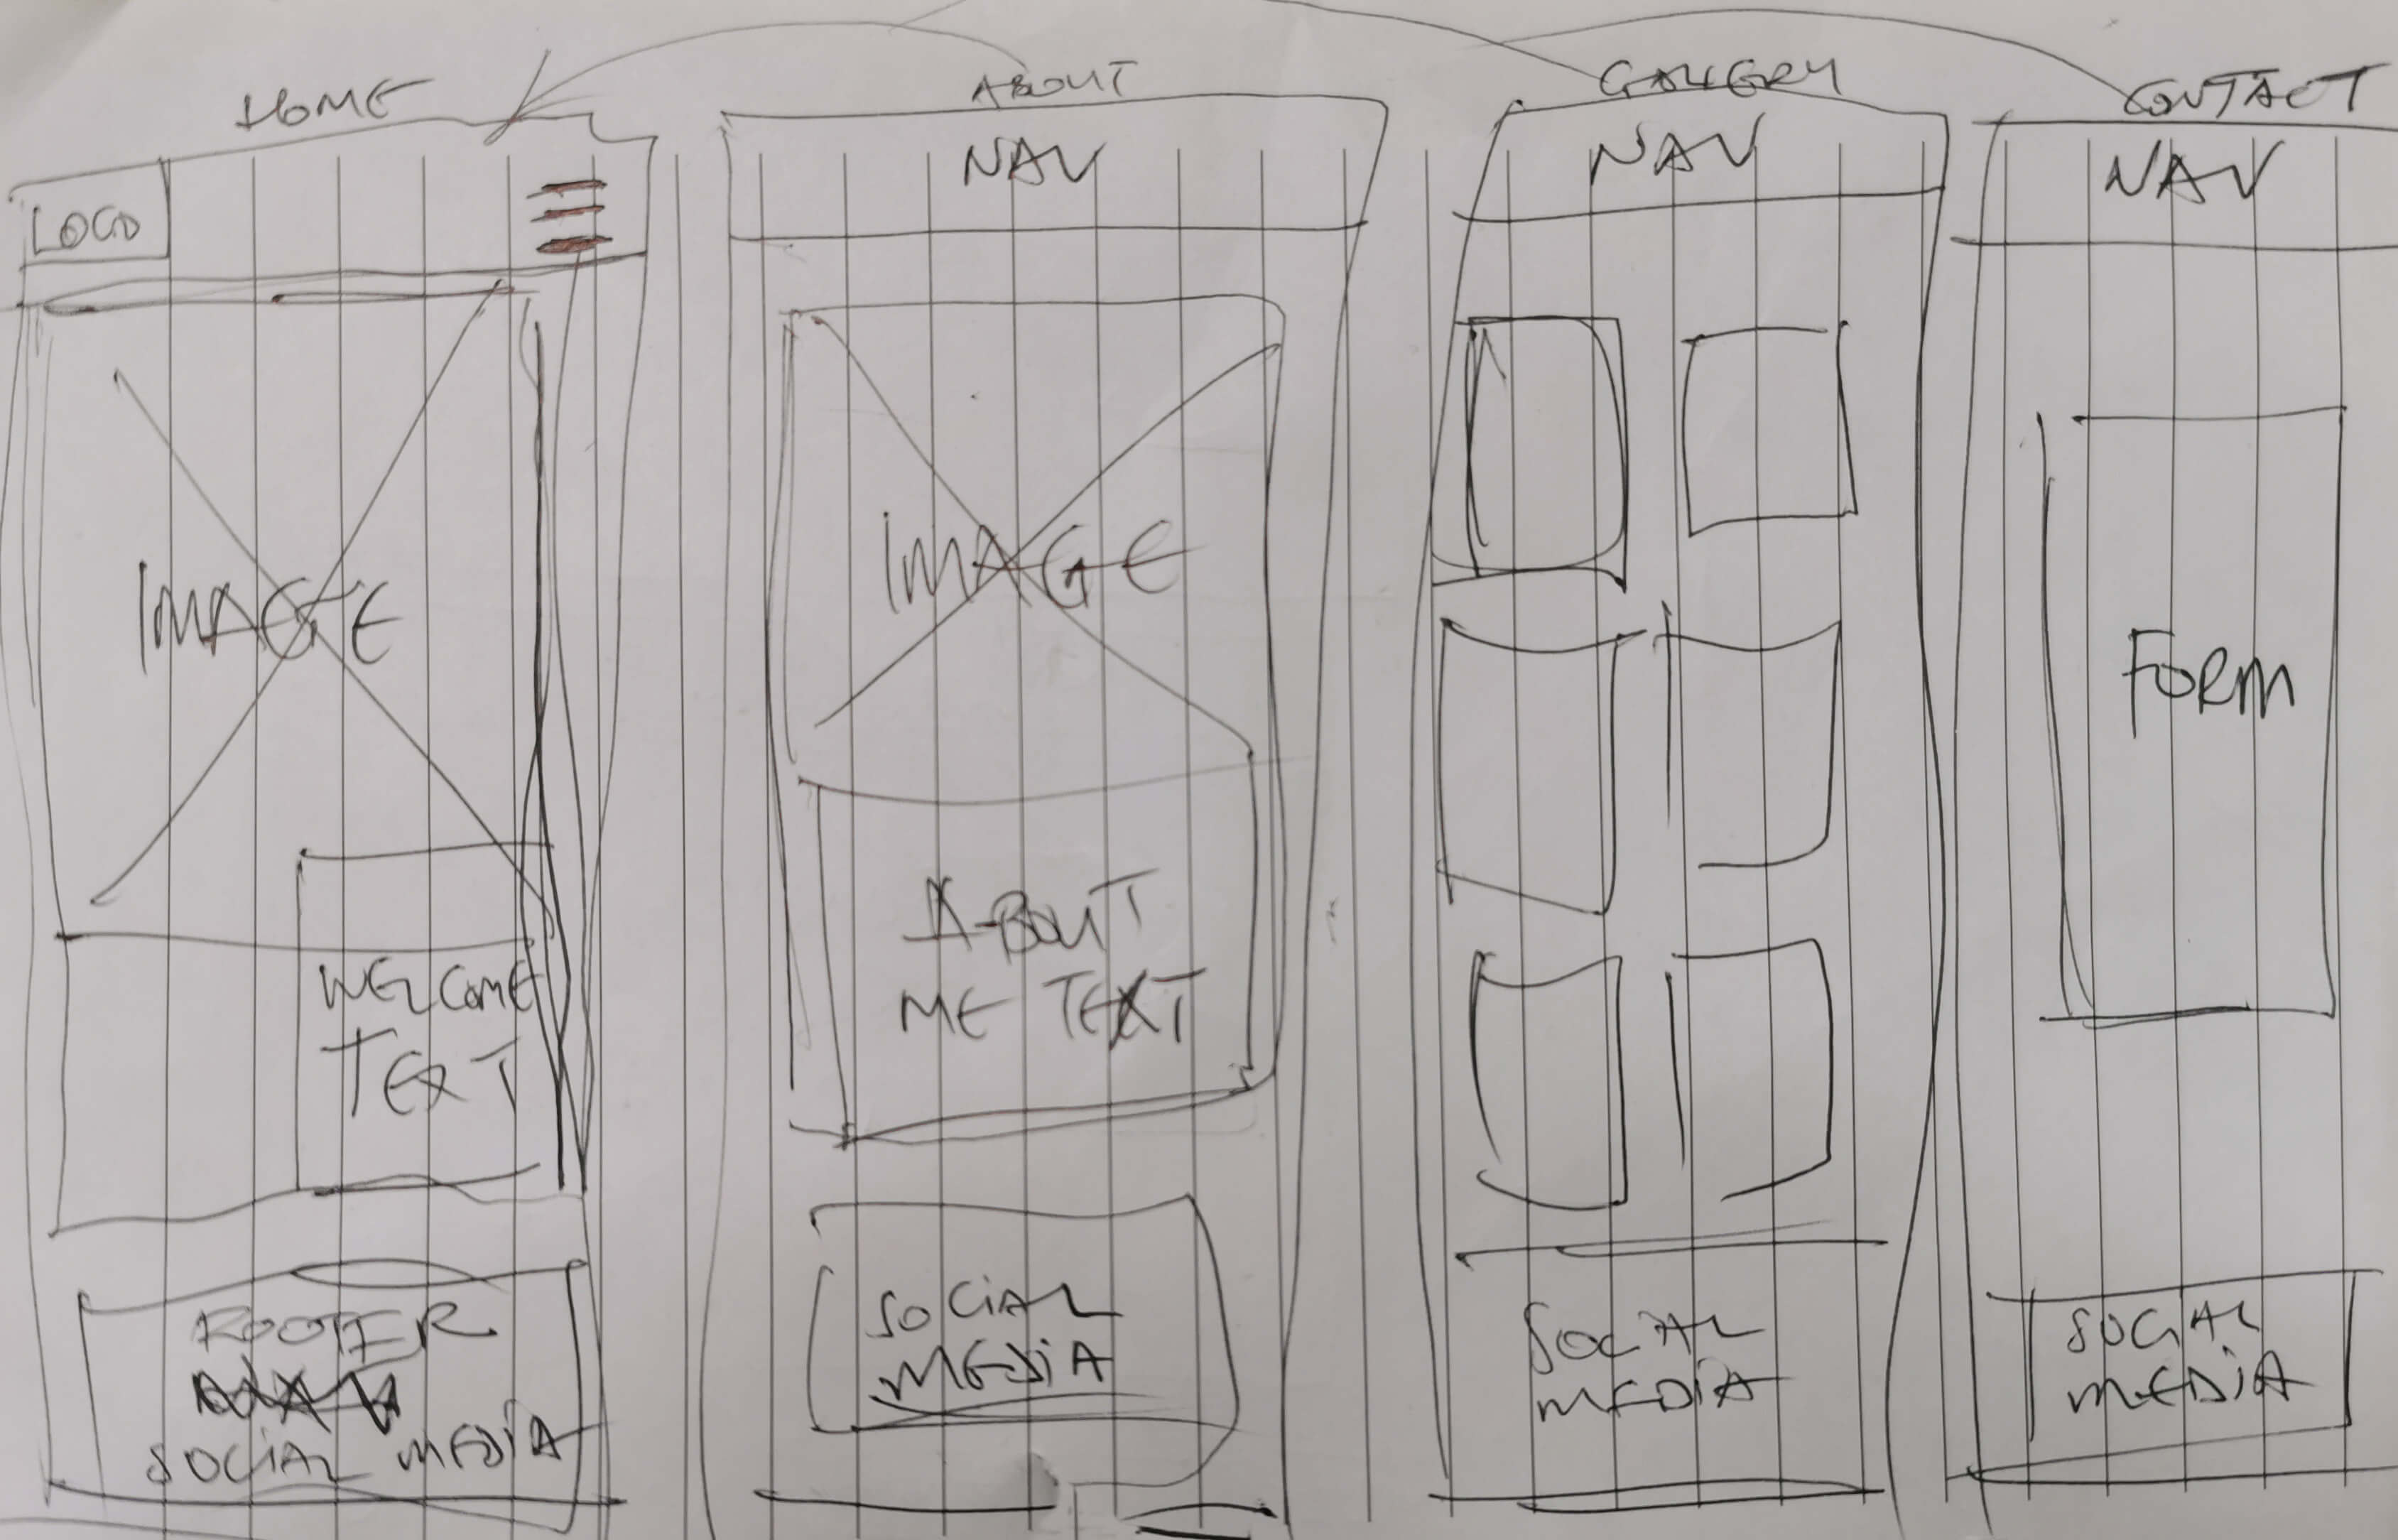 HOME
LOGO
IMAGE
WELCOME
TEXT
FOOTER
SOCIAL MEDIA
ABOUT
NAV
IMAGE
ABOUT
ME TEXT
SOCIAL
MEDIA
GALLERY
NAV
SOCIAL
MEDIA
CONTACT
NAV
FORM
SOCIAL
MEDIA